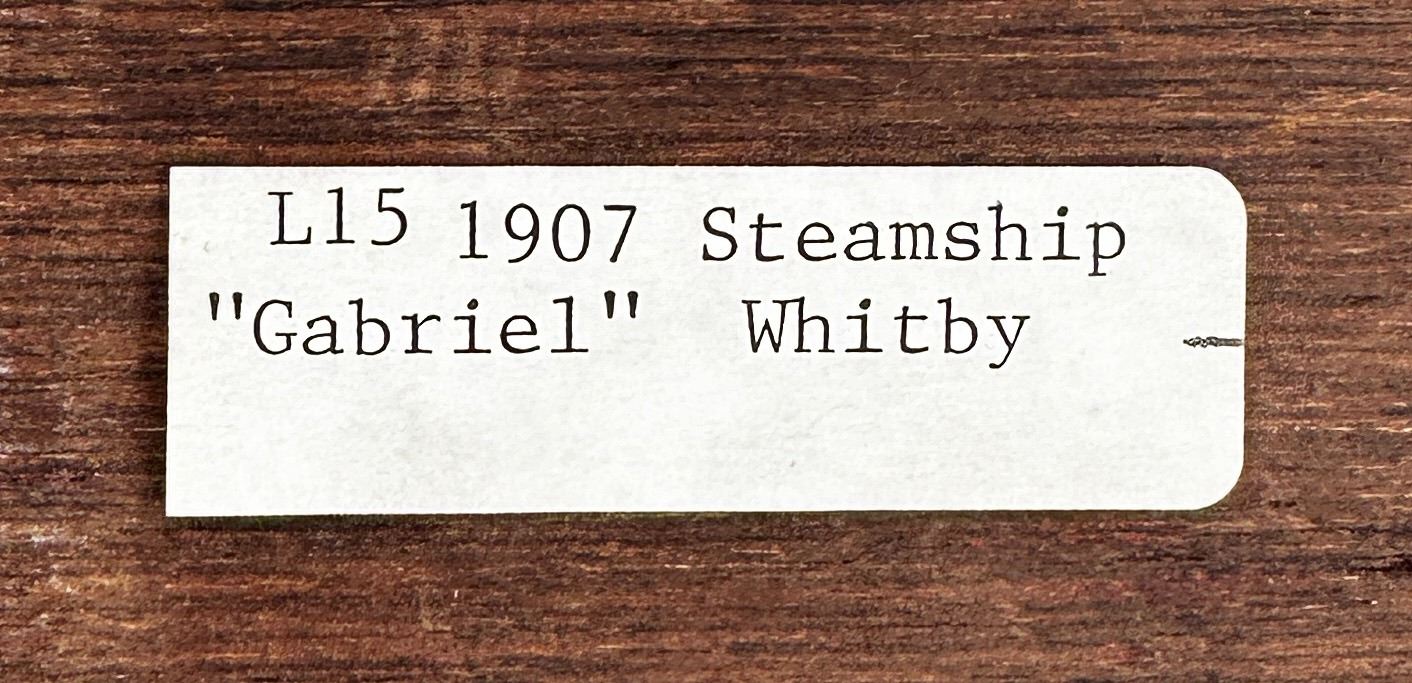 L15 1907 Steamship
"Gabriel" Whitby